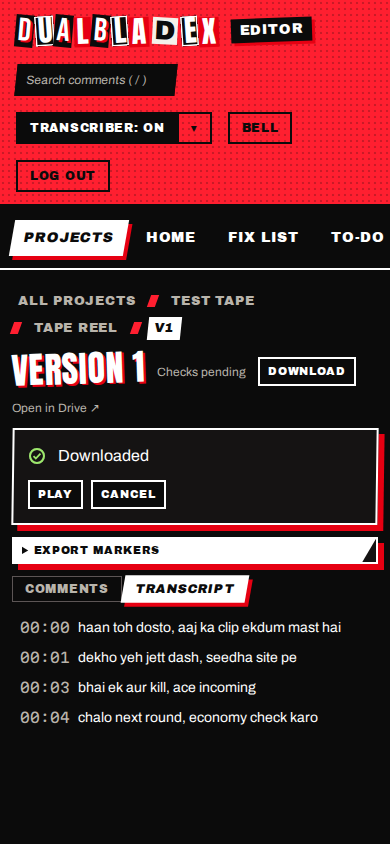 DUALBLADEX EDITOR
Search comments ( / )
TRANSCRIBER: ON ▾ BELL
LOG OUT
PROJECTS HOME FIX LIST TO-DO
ALL PROJECTS TEST TAPE
TAPE REEL V1
VERSION 1 Checks pending DOWNLOAD
Open in Drive ↗
Downloaded
PLAY CANCEL
▸ EXPORT MARKERS
COMMENTS TRANSCRIPT
00:00 haan toh dosto, aaj ka clip ekdum mast hai
00:01 dekho yeh jett dash, seedha site pe
00:03 bhai ek aur kill, ace incoming
00:04 chalo next round, economy check karo